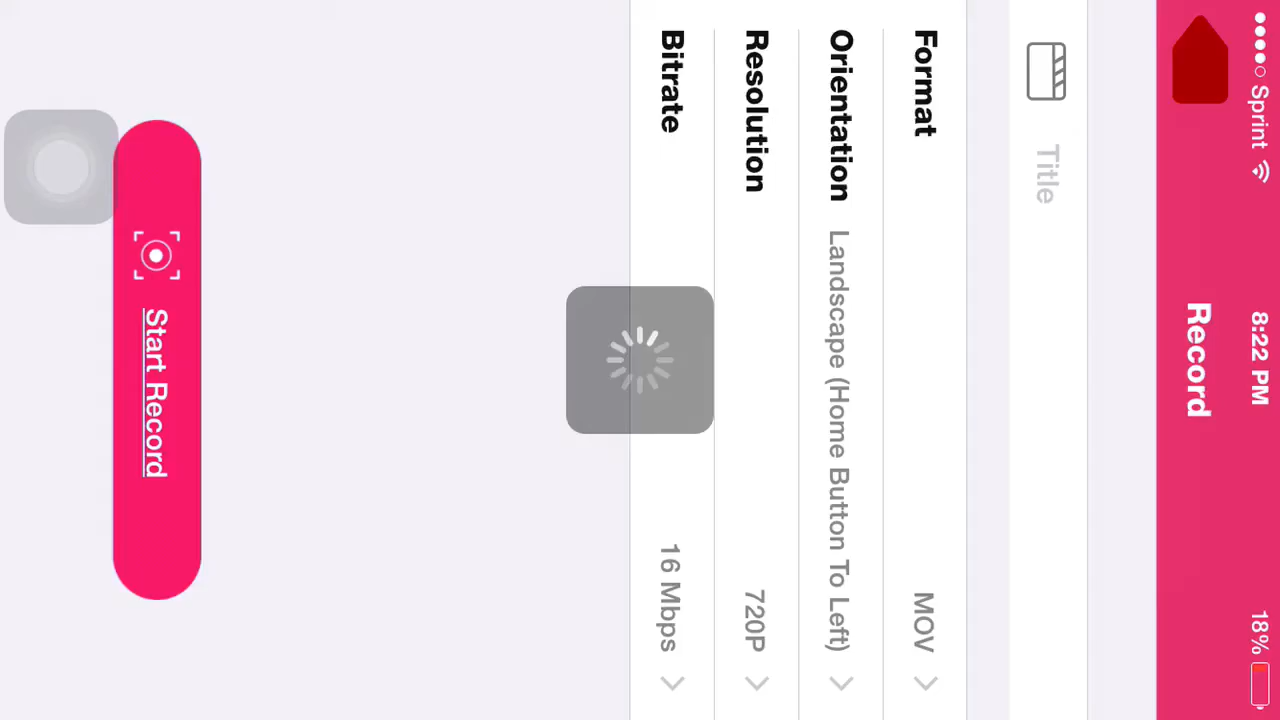 Sprint 8:22 PM 18%
Record
Title
Format MOV
Orientation Landscape (Home Button To Left)
Resolution 720P
Bitrate 16 Mbps
Start Record